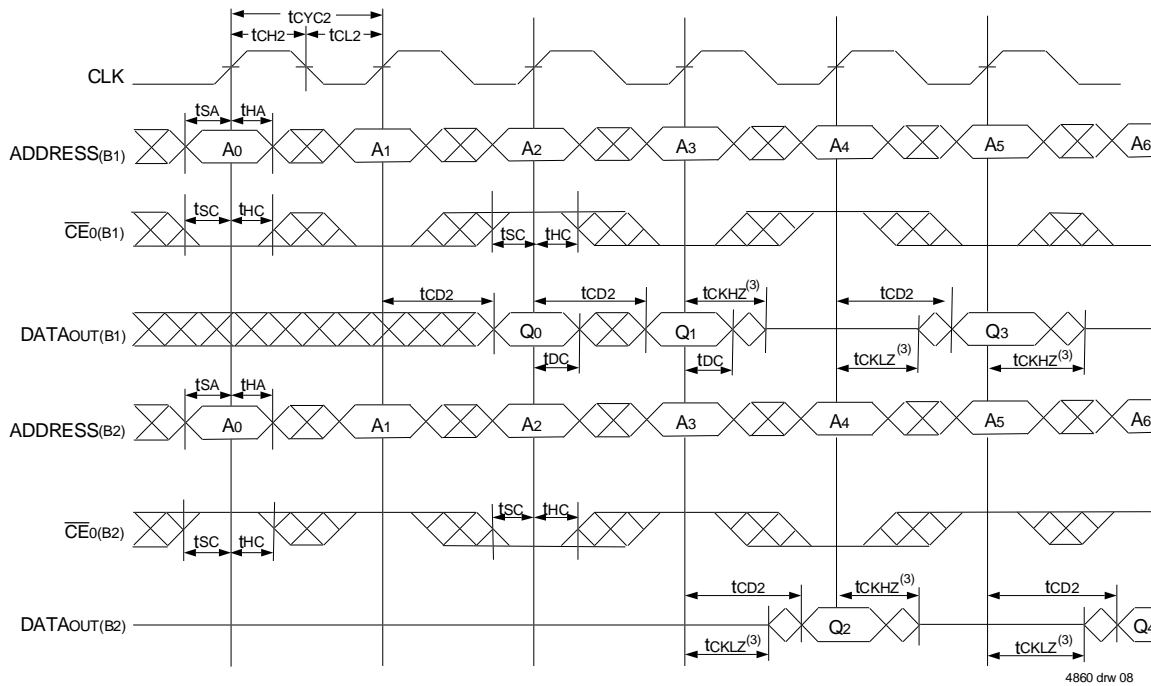 tCYC2
tCH2 tCL2
CLK
tSA tHA
ADDRESS(B1) A0 A1 A2 A3 A4 A5 A6
tSC tHC
CE0(B1)
tSC tHC
tCD2 tCD2 tCKHZ(3) tCD2
DATAOUT(B1) Q0 Q1 Q3
tDC tDC tCKLZ(3) tCKHZ(3)
tSA tHA
ADDRESS(B2) A0 A1 A2 A3 A4 A5 A6
tSC tHC
CE0(B2)
tSC tHC
tCD2 tCKHZ(3) tCD2
DATAOUT(B2) Q2 Q4
tCKLZ(3) tCKLZ(3)
4860 drw 08